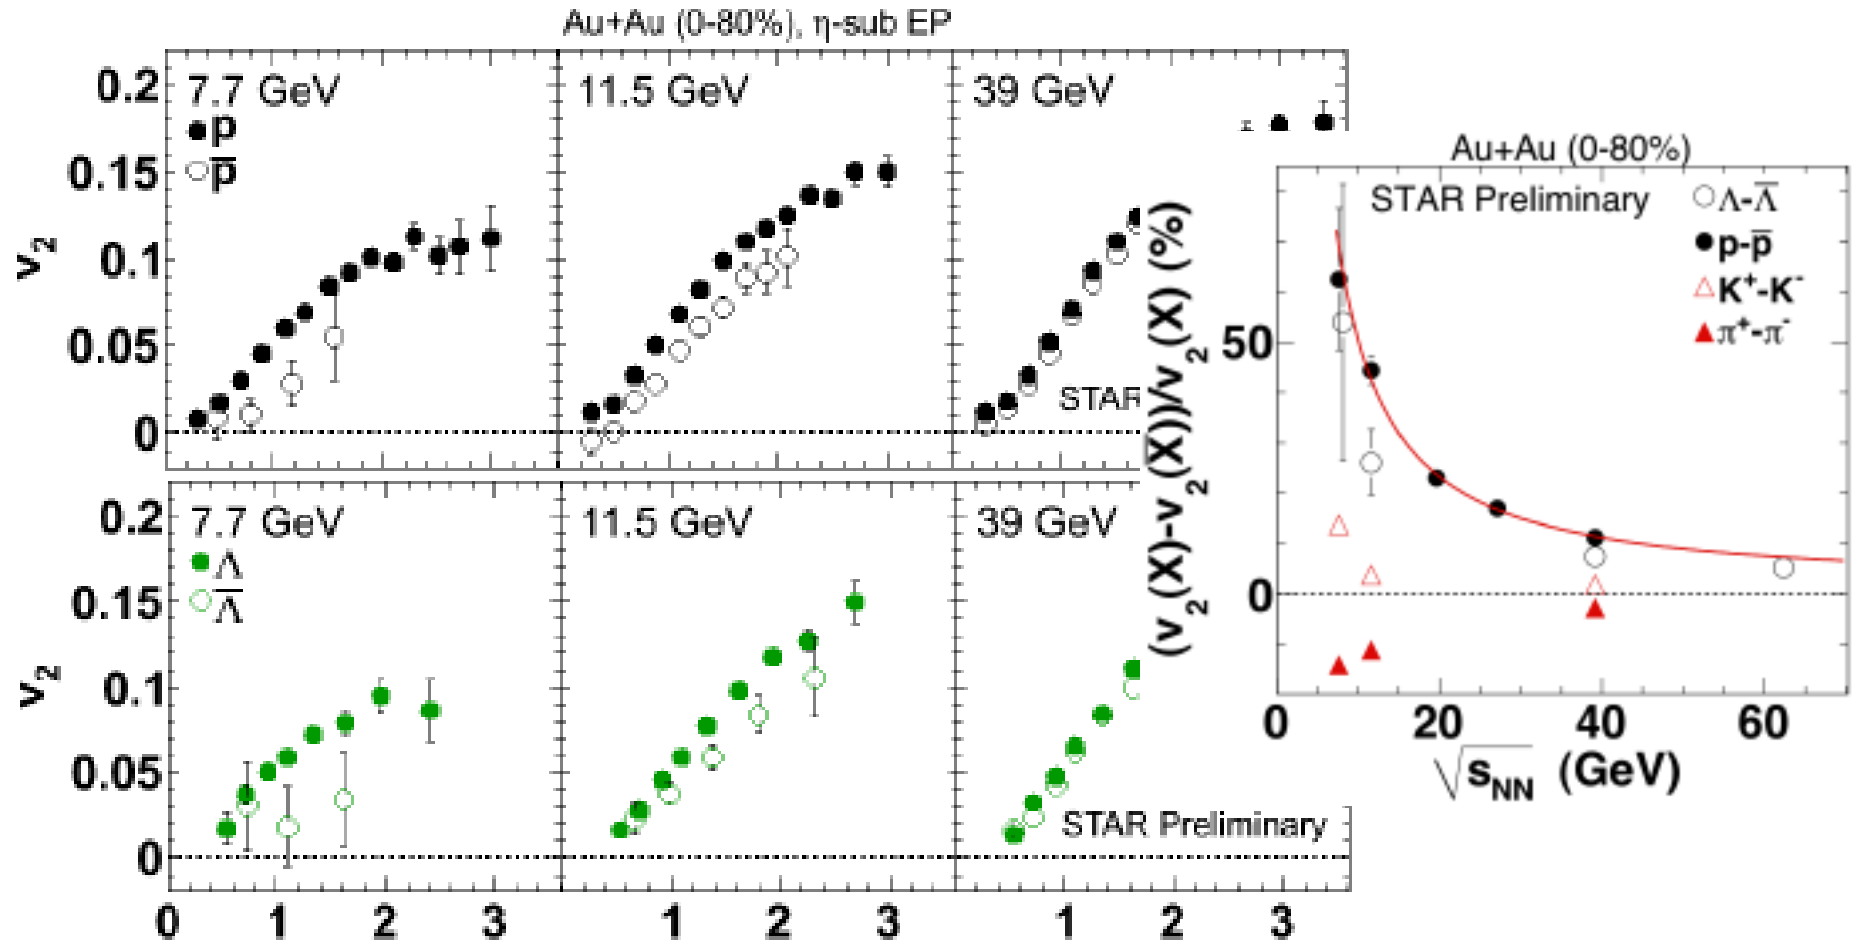 Au+Au (0-80%), η-sub EP
7.7 GeV
11.5 GeV
39 GeV
p
p̅
0.2
0.15
0.1
0.05
0
v₂
STAR
7.7 GeV
11.5 GeV
39 GeV
Λ
Λ̅
0.2
0.15
0.1
0.05
0
v₂
STAR Preliminary
0 1 2 3
1 2 3
1 2 3
Au+Au (0-80%)
STAR Preliminary
Λ-Λ̅
p-p̅
K⁺-K⁻
π⁺-π⁻
(v₂(X)-v₂(X̅))/v₂(X) (%)
50
0
0 20 40 60
√sNN (GeV)